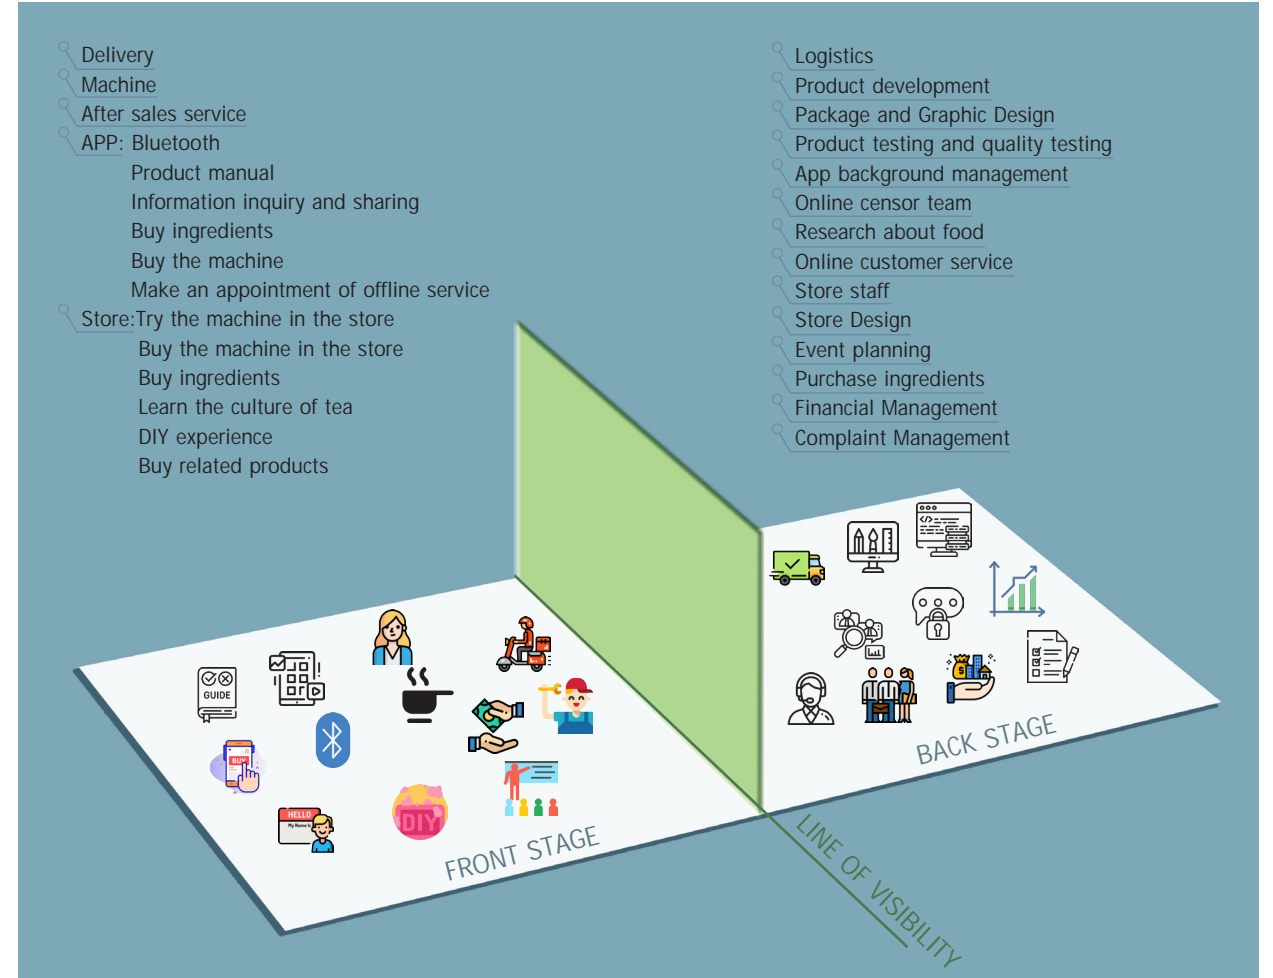 Delivery
Machine
After sales service
APP: Bluetooth
Product manual
Information inquiry and sharing
Buy ingredients
Buy the machine
Make an appointment of offline service
Store:Try the machine in the store
Buy the machine in the store
Buy ingredients
Learn the culture of tea
DIY experience
Buy related products
Logistics
Product development
Package and Graphic Design
Product testing and quality testing
App background management
Online censor team
Research about food
Online customer service
Store staff
Store Design
Event planning
Purchase ingredients
Financial Management
Complaint Management
GUIDE
BUY
HELLO
My Name is
DIY
$
</>
FRONT STAGE
BACK STAGE
LINE OF VISIBILITY